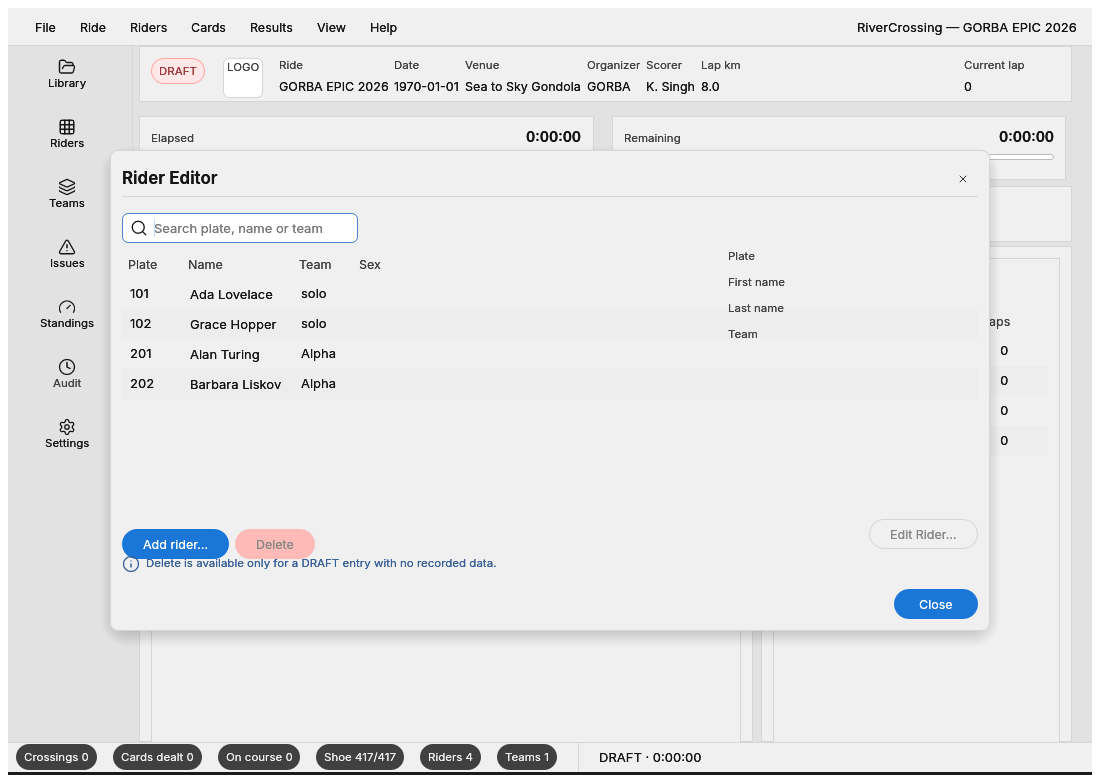 File Ride Riders Cards Results View Help RiverCrossing — GORBA EPIC 2026
Library
Riders
Teams
Issues
Standings
Audit
Settings
DRAFT LOGO
Ride Date Venue Organizer Scorer Lap km Current lap
GORBA EPIC 2026 1970-01-01 Sea to Sky Gondola GORBA K. Singh 8.0 0
Elapsed 0:00:00 Remaining 0:00:00
Rider Editor
Search plate, name or team
Plate Name Team Sex
101 Ada Lovelace solo
102 Grace Hopper solo
201 Alan Turing Alpha
202 Barbara Liskov Alpha
Plate
First name
Last name
Team
aps
0
0
0
0
Add rider... Delete Edit Rider...
Delete is available only for a DRAFT entry with no recorded data.
Close
Crossings 0 Cards dealt 0 On course 0 Shoe 417/417 Riders 4 Teams 1 DRAFT · 0:00:00